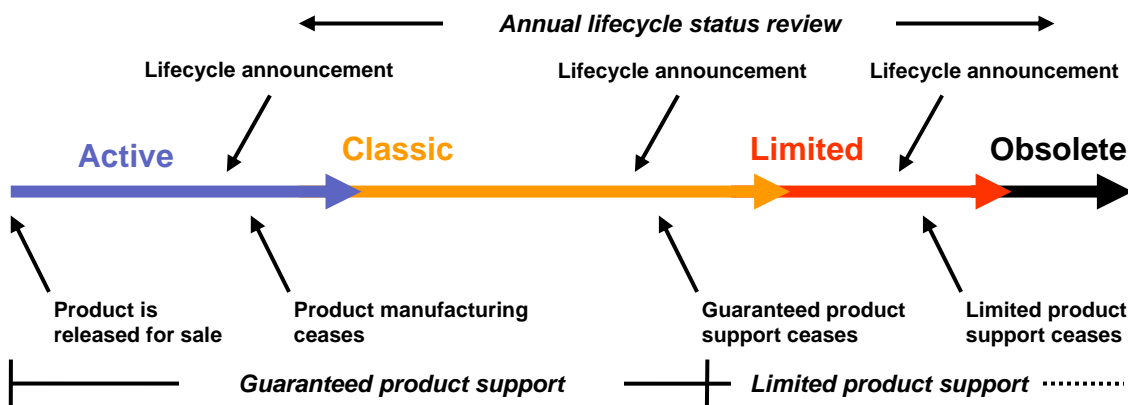 Annual lifecycle status review
Lifecycle announcement
Lifecycle announcement
Lifecycle announcement
Active
Classic
Limited
Obsolete
Product is
released for sale
Product manufacturing
ceases
Guaranteed product
support ceases
Limited product
support ceases
Guaranteed product support
Limited product support